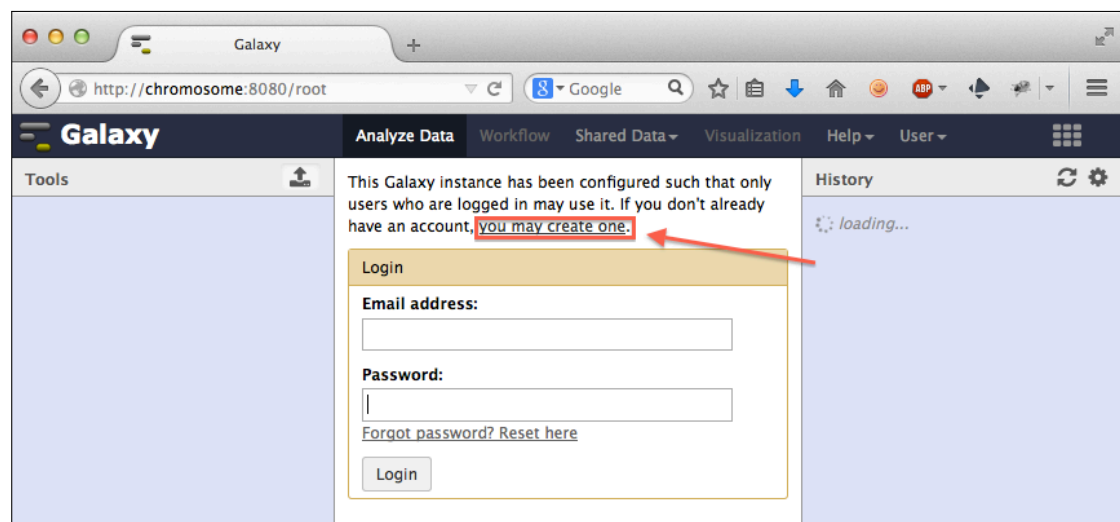 Galaxy
http://chromosome:8080/root
8 Google
ABP
Galaxy
Analyze Data Workflow Shared Data Visualization Help User
Tools
This Galaxy instance has been configured such that only
users who are logged in may use it. If you don't already
have an account, you may create one.
Login
Email address:
Password:
Forgot password? Reset here
Login
History
loading...